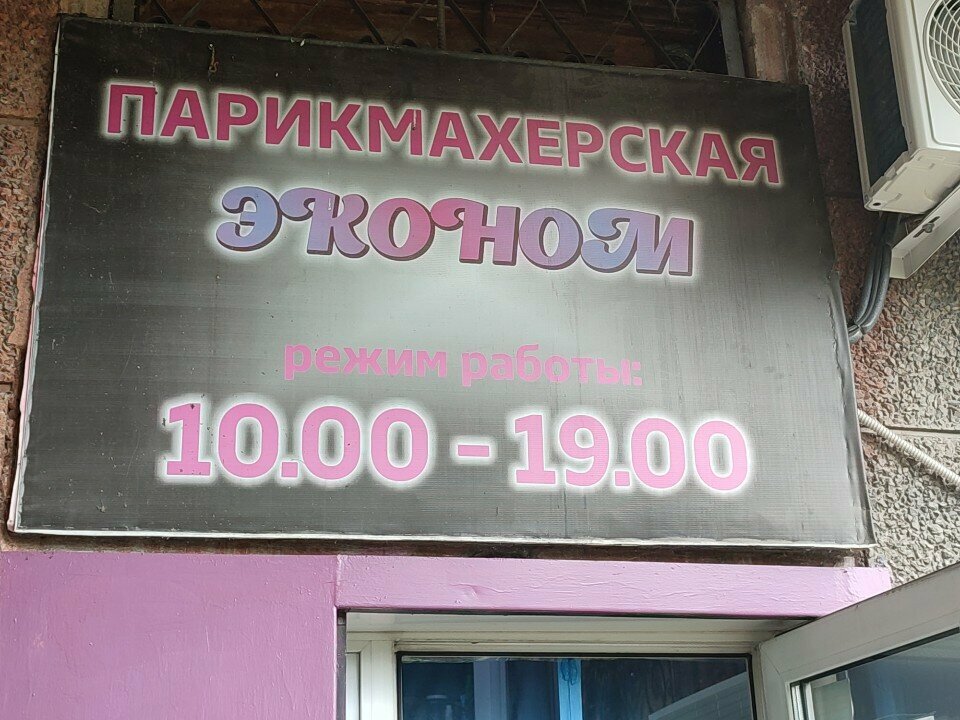 ПАРИКМАХЕРСКАЯ
ЭКОНОМ
режим работы:
10.00 - 19.00